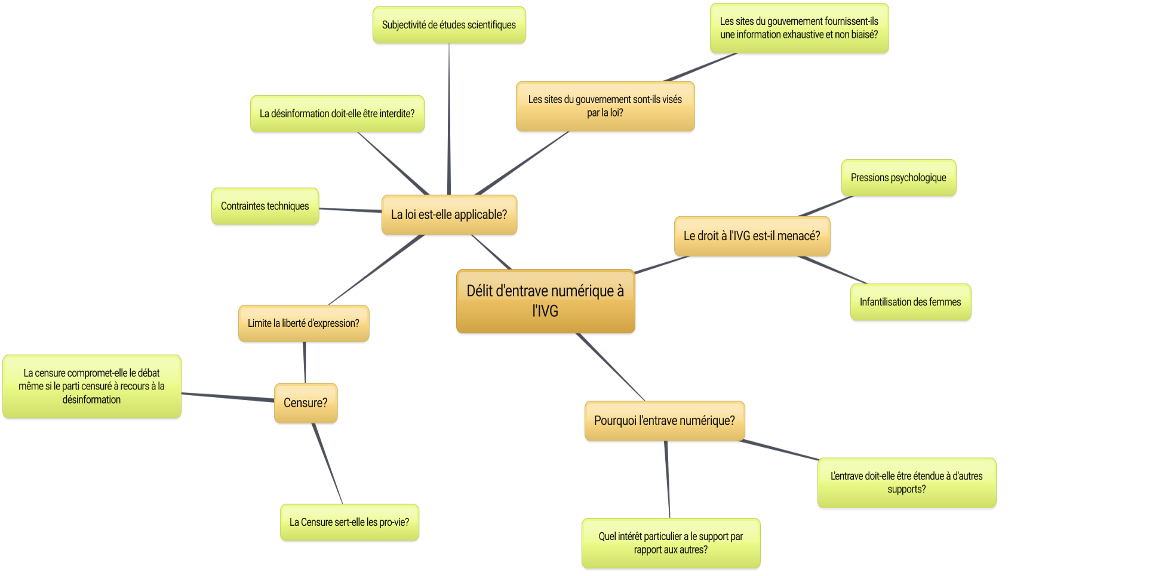 Les sites du gouvernement fournissent-ils
une information exhaustive et non biaisé?
Subjectivité de études scientifiques
Les sites du gouvernement sont-ils visés
par la loi?
La désinformation doit-elle être interdite?
Pressions psychologique
Contraintes techniques
La loi est-elle applicable?
Le droit à l'IVG est-il menacé?
Délit d'entrave numérique à
l'IVG
Infantilisation des femmes
Limite la liberté d'expression?
La censure compromet-elle le débat
même si le parti censuré à recours à la
désinformation
Censure?
Pourquoi l'entrave numérique?
L'entrave doit-elle être étendue à d'autres
supports?
La Censure sert-elle les pro-vie?
Quel intérêt particulier a le support par
rapport aux autres?